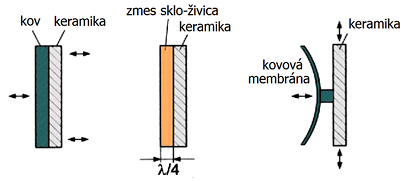 kov keramika
zmes sklo-živica
keramika
keramika
kovová
membrána
λ/4